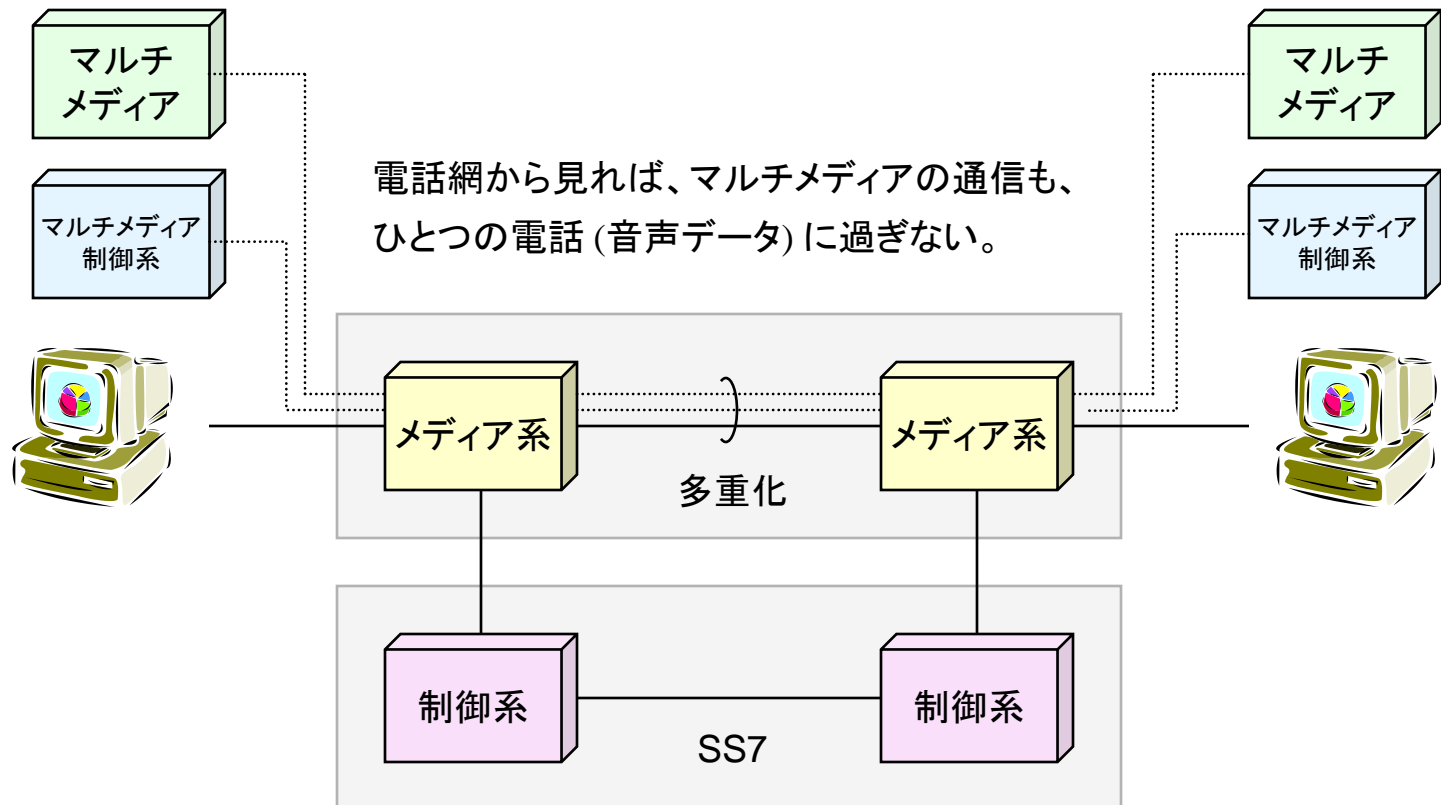 マルチ
メディア
マルチ
メディア
電話網から見れば、マルチメディアの通信も、
ひとつの電話 (音声データ) に過ぎない。
マルチメディア
制御系
マルチメディア
制御系
メディア系
メディア系
多重化
制御系
制御系
SS7